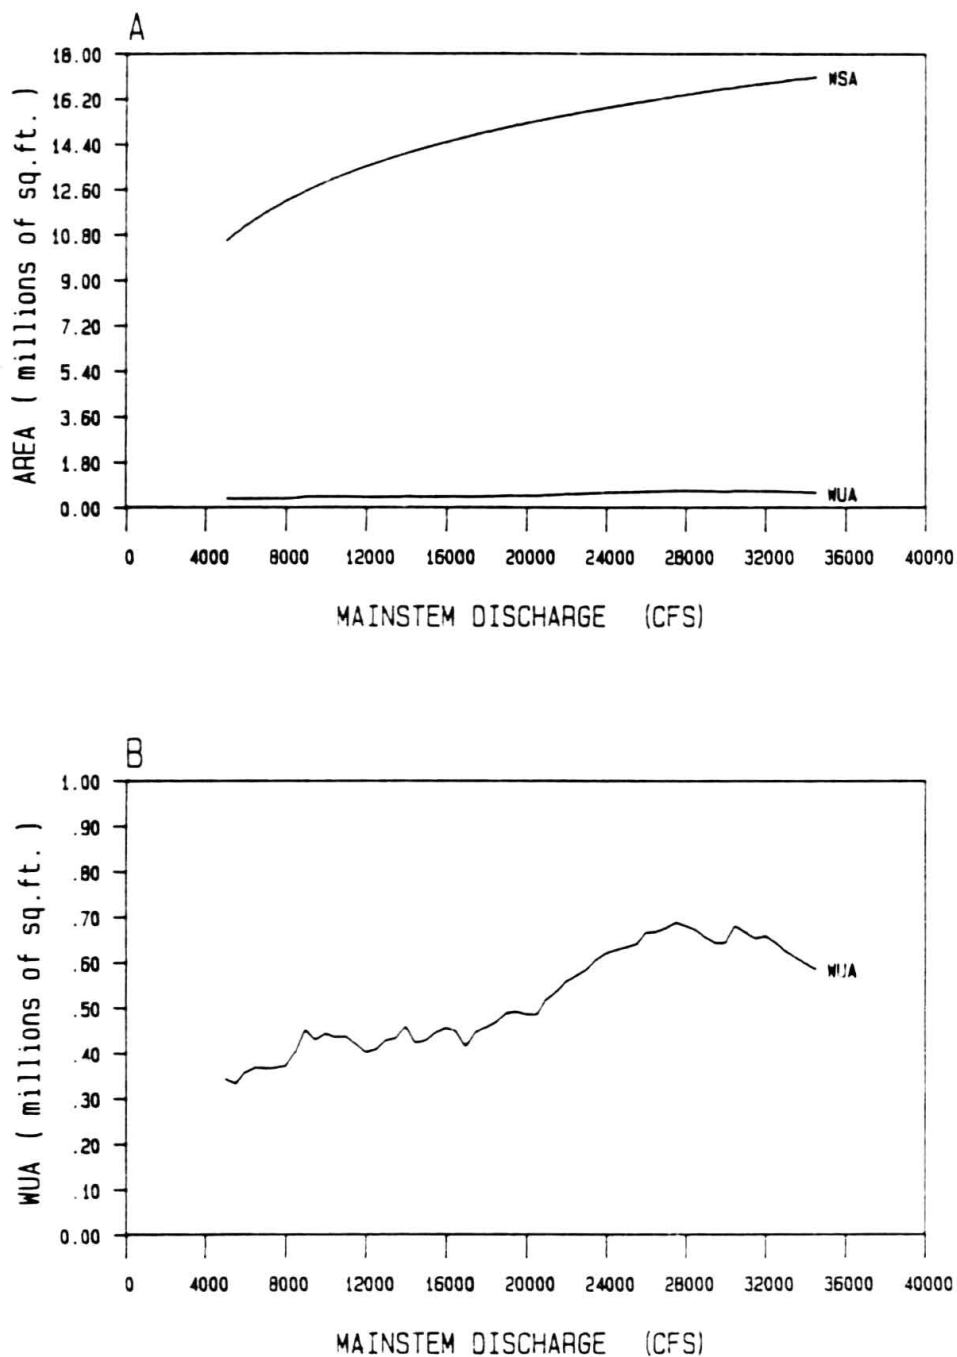 A
AREA ( millions of sq.ft. )
18.00
16.20
14.40
12.60
10.80
9.00
7.20
5.40
3.60
1.80
0.00
WSA
WUA
0 4000 8000 12000 16000 20000 24000 28000 32000 36000 40000
MAINSTEM DISCHARGE (CFS)
B
WUA ( millions of sq.ft. )
1.00
.90
.80
.70
.60
.50
.40
.30
.20
.10
0.00
WUA
0 4000 8000 12000 16000 20000 24000 28000 32000 36000 40000
MAINSTEM DISCHARGE (CFS)